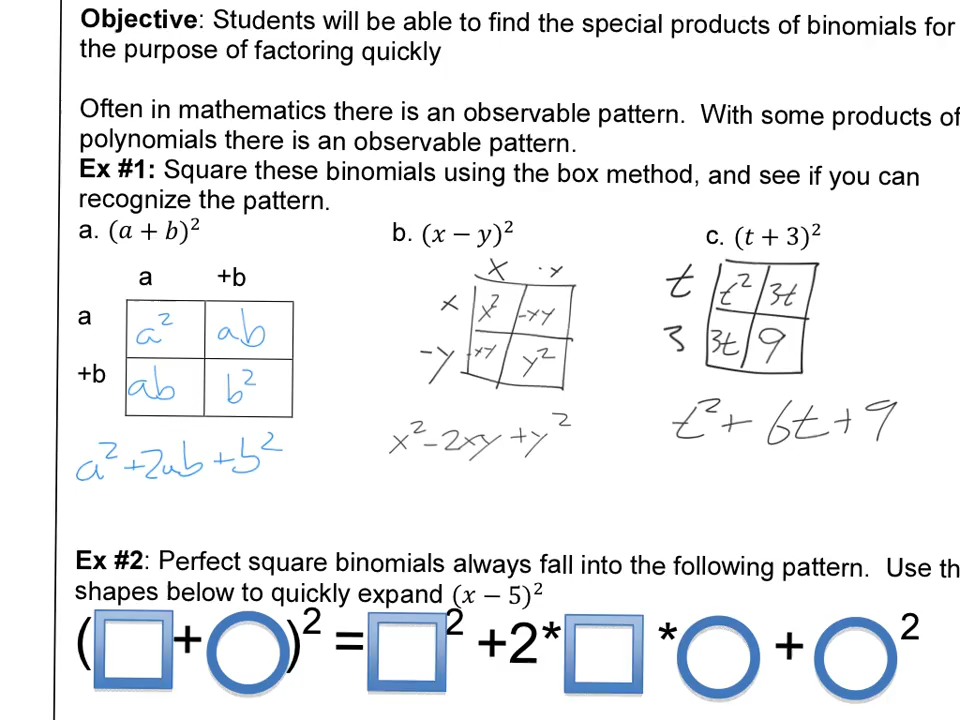 Objective: Students will be able to find the special products of binomials for
the purpose of factoring quickly
Often in mathematics there is an observable pattern.  With some products of
polynomials there is an observable pattern.
Ex #1: Square these binomials using the box method, and see if you can
recognize the pattern.
a. (a + b)²
b. (x − y)²
c. (t + 3)²
a +b
a a² ab
+b ab b²
a²+2ab+b²
x -y
x x² -xy
-y -xy y²
x²-2xy+y²
t t² 3t
3 3t 9
t²+6t+9
Ex #2: Perfect square binomials always fall into the following pattern.  Use th
shapes below to quickly expand (x − 5)²
( + )² = ² +2* * + ²